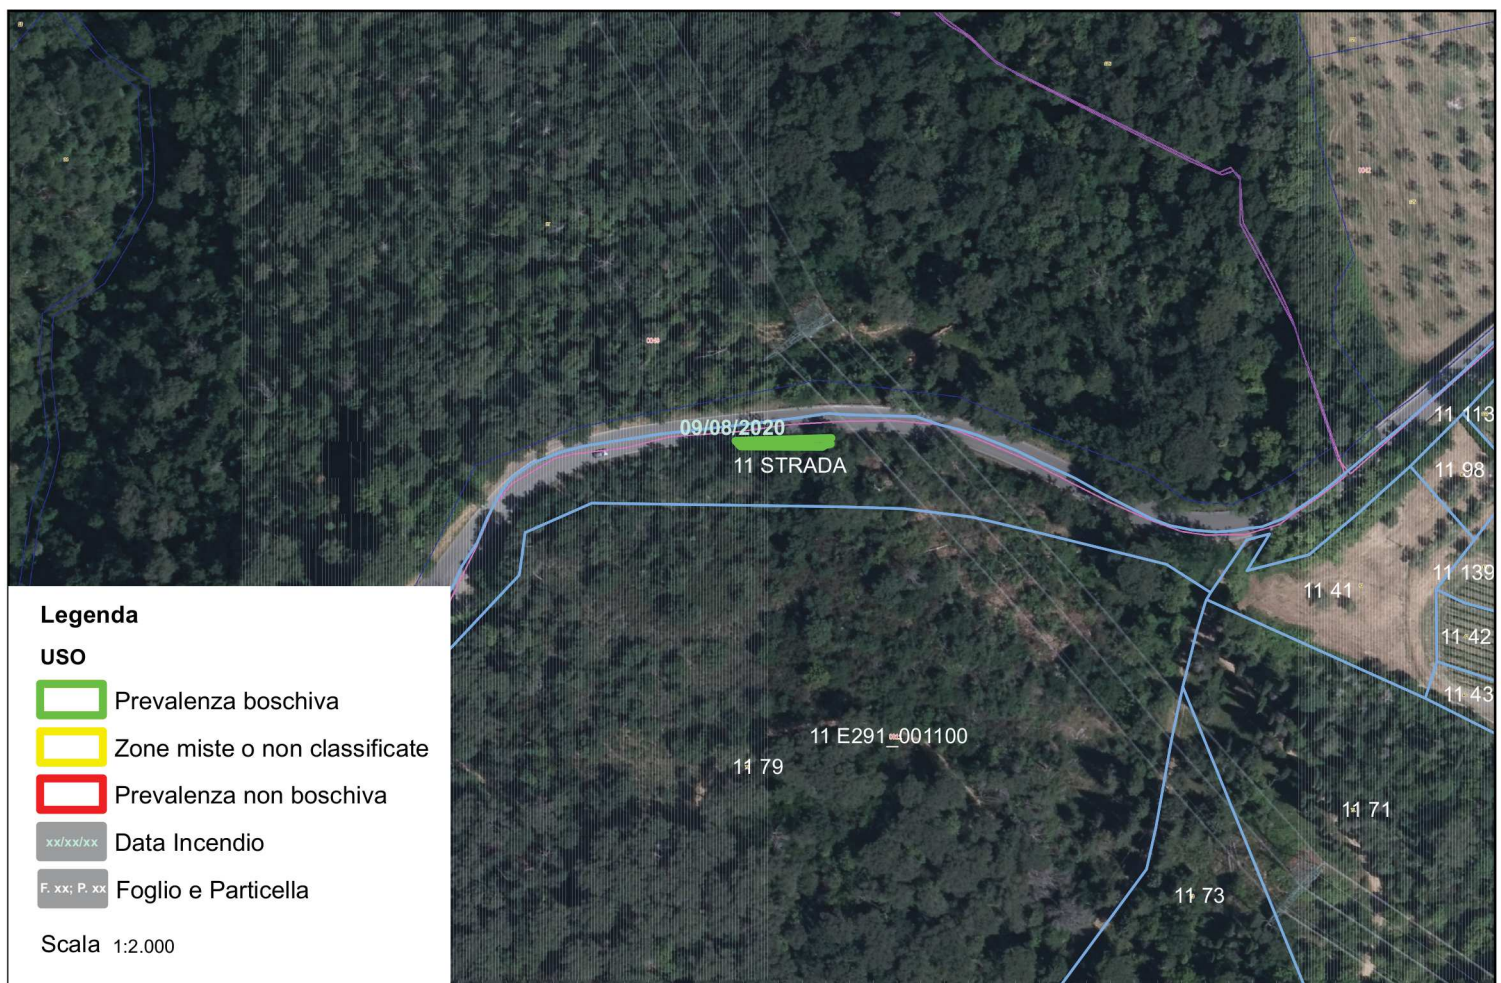 09/08/2020
11 STRADA
11 113
11 98
11 139
11 41
11 42
11 43
11 E291_001100
11 79
11 71
11 73
Legenda
USO
Prevalenza boschiva
Zone miste o non classificate
Prevalenza non boschiva
xx/xx/xx Data Incendio
F. xx; P. xx Foglio e Particella
Scala 1:2.000